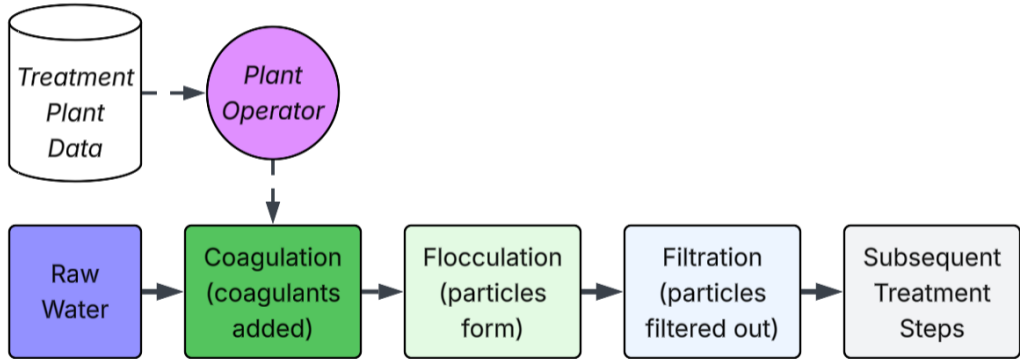 Treatment
Plant
Data
Plant
Operator
Raw
Water
Coagulation
(coagulants
added)
Flocculation
(particles
form)
Filtration
(particles
filtered out)
Subsequent
Treatment
Steps